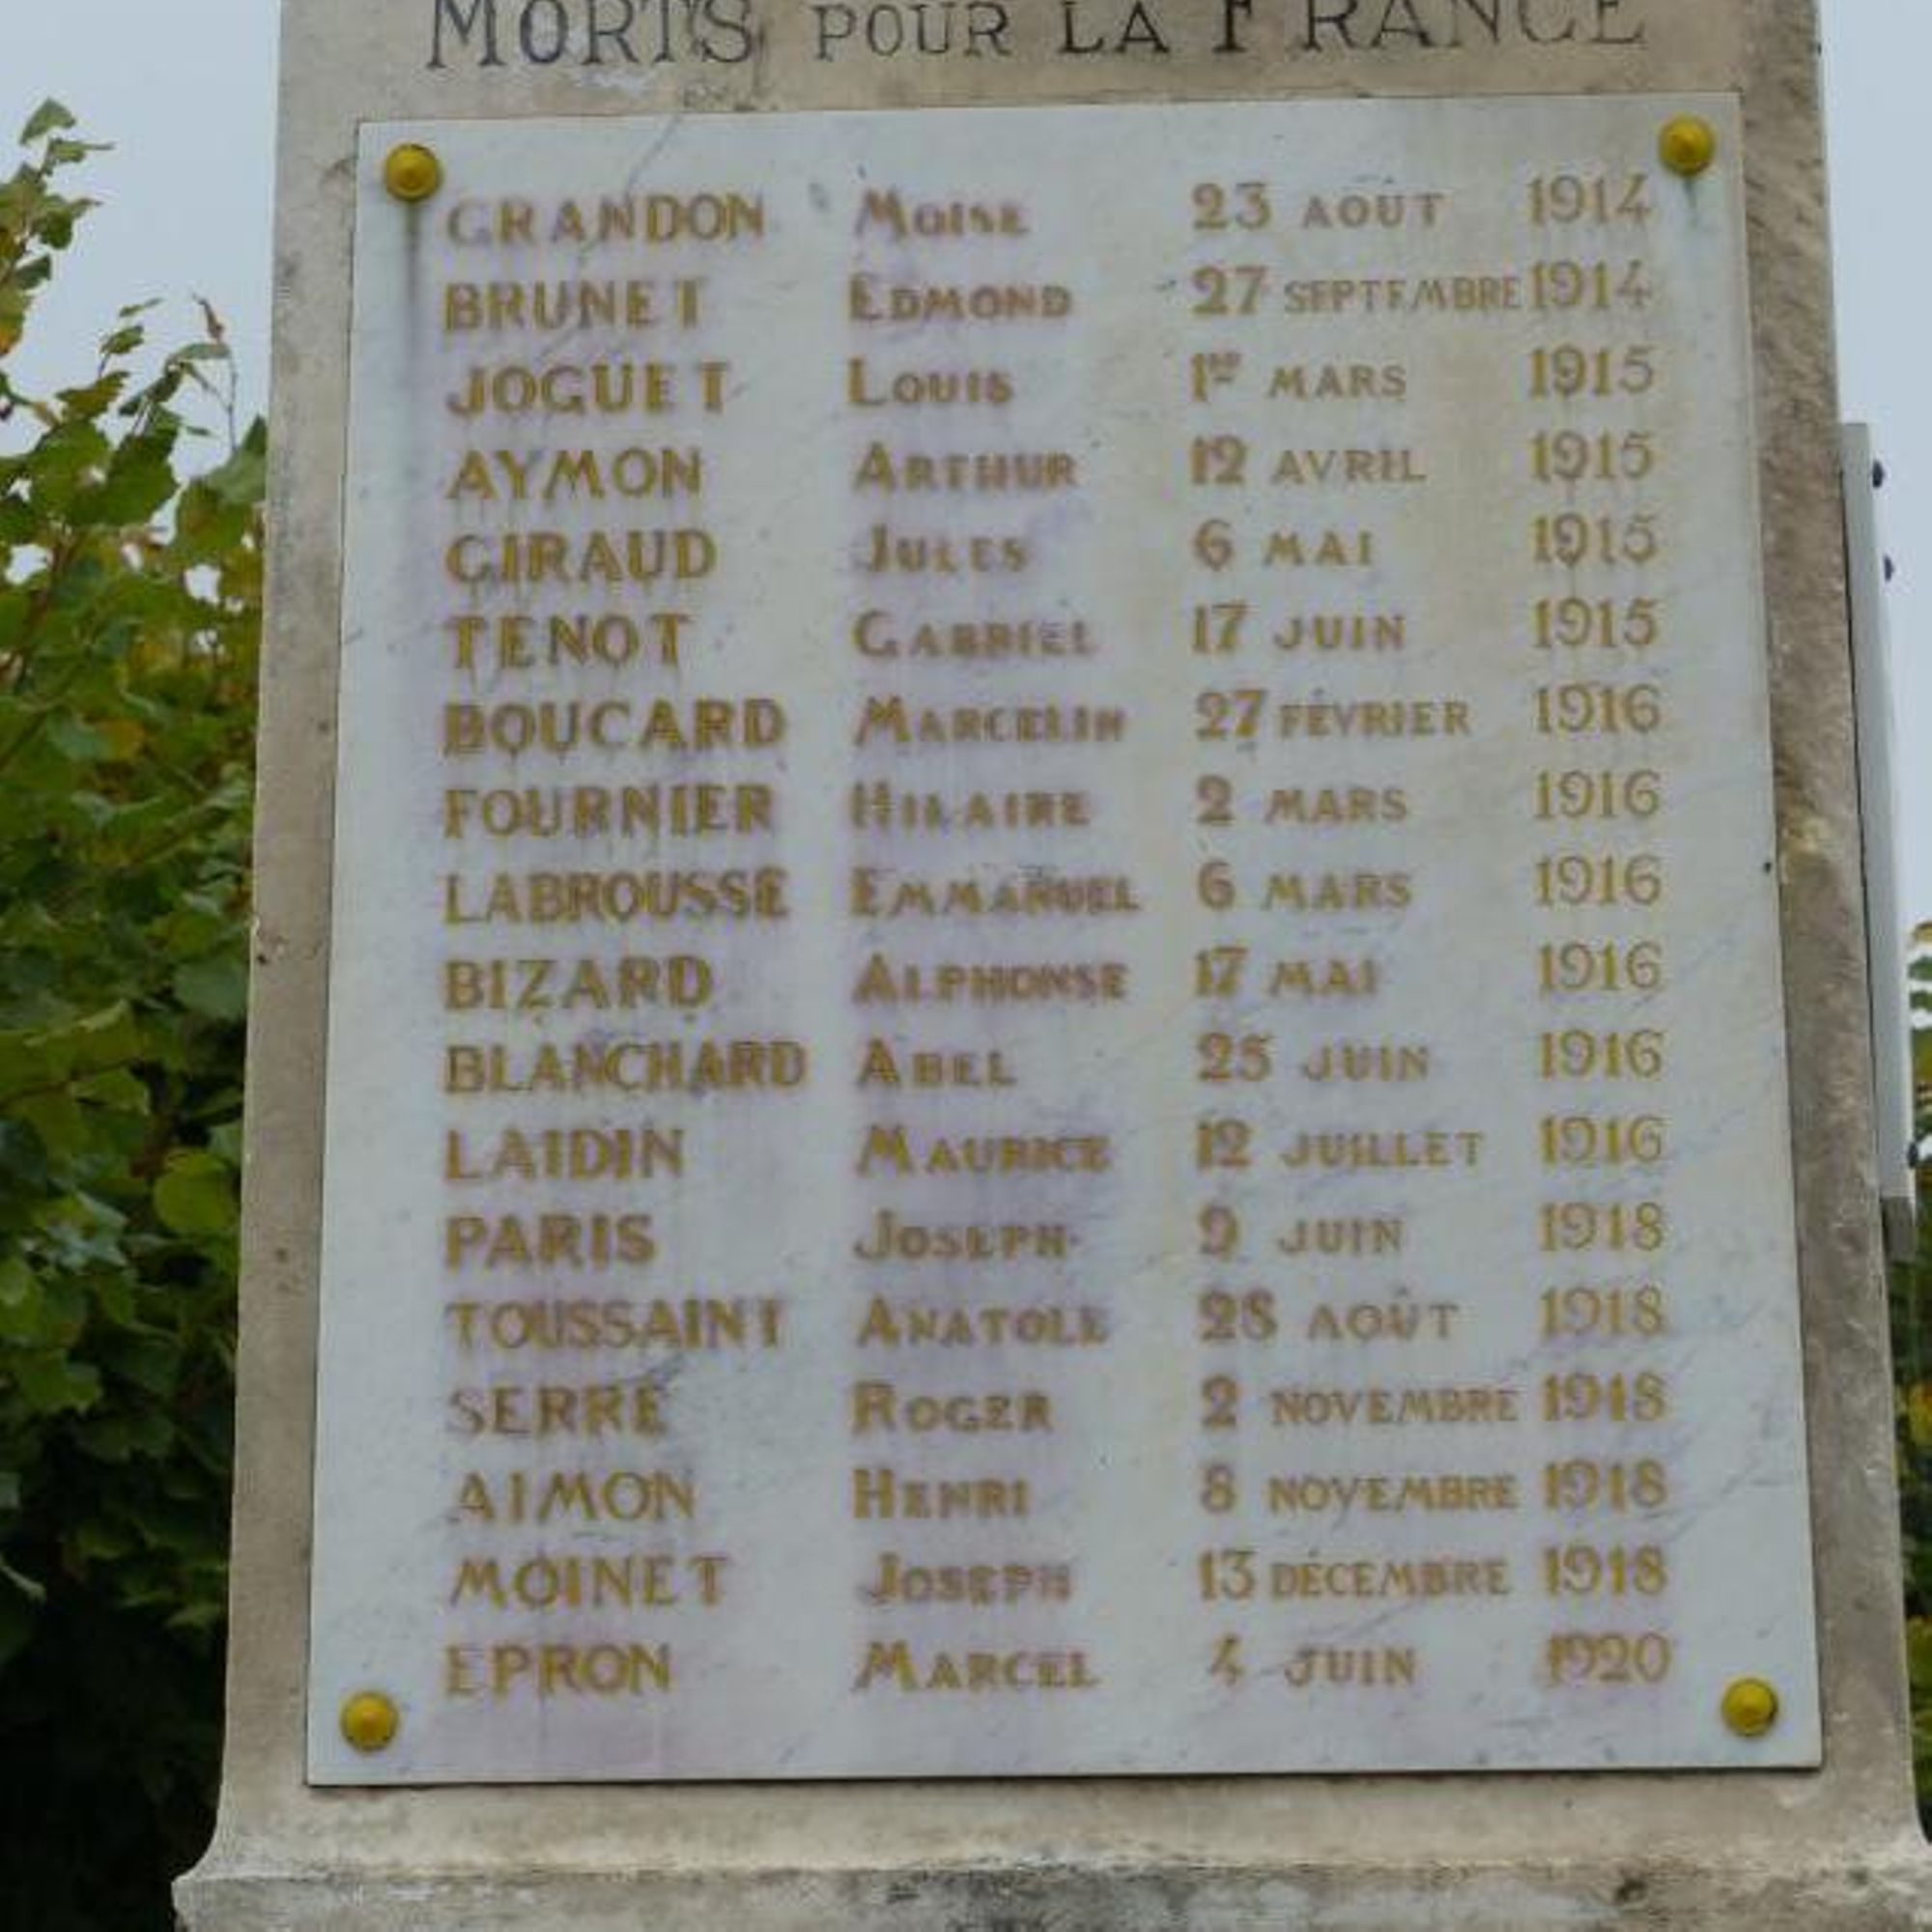 MORTS POUR LA FRANCE
GRANDON MOISE 23 AOUT 1914
BRUNET EDMOND 27 SEPTEMBRE 1914
JOGUET LOUIS 1ER MARS 1915
AYMON ARTHUR 12 AVRIL 1915
GIRAUD JULES 6 MAI 1915
TENOT GABRIEL 17 JUIN 1915
BOUCARD MARCELIN 27 FÉVRIER 1916
FOURNIER HILAIRE 2 MARS 1916
LABROUSSE EMMANUEL 6 MARS 1916
BIZARD ALPHONSE 17 MAI 1916
BLANCHARD ABEL 25 JUIN 1916
LAIDIN MAURICE 12 JUILLET 1916
PARIS JOSEPH 9 JUIN 1918
TOUSSAINT ANATOLE 28 AOÛT 1918
SERRE ROGER 2 NOVEMBRE 1918
AIMON HENRI 8 NOVEMBRE 1918
MOINET JOSEPH 13 DÉCEMBRE 1918
EPRON MARCEL 4 JUIN 1920